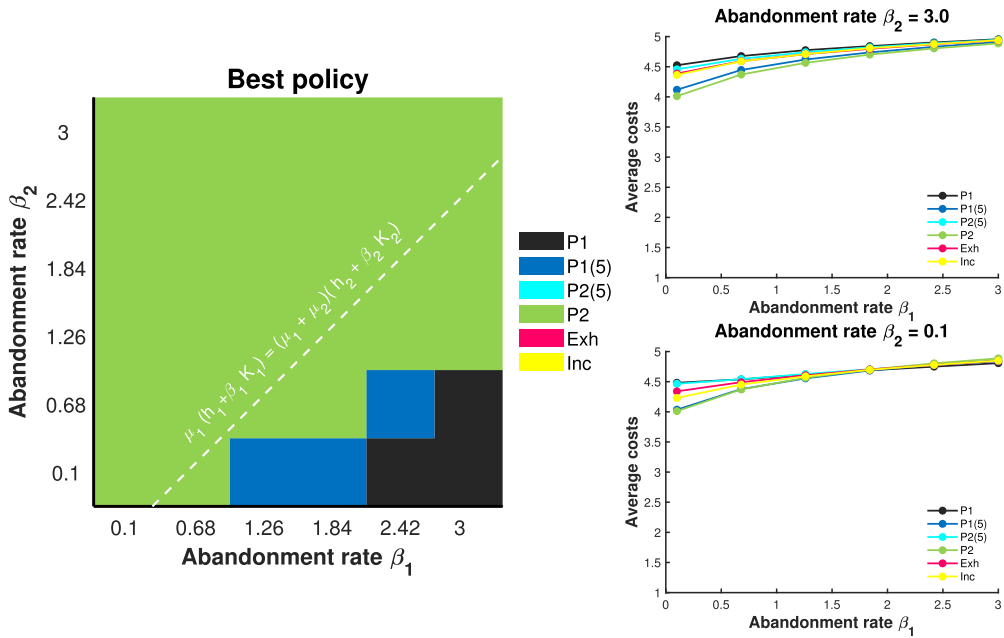 Best policy
Abandonment rate β2
3
2.42
1.84
1.26
0.68
0.1
μ1 (h1+β1 K1) = (μ1 + μ2)( h2 + β2 K2)
0.1 0.68 1.26 1.84 2.42 3
Abandonment rate β1
P1
P1(5)
P2(5)
P2
Exh
Inc
Abandonment rate β2 = 3.0
Average costs
5
4.5
4
3.5
3
2.5
2
1.5
1
0 0.5 1 1.5 2 2.5 3
Abandonment rate β1
P1
P1(5)
P2(5)
P2
Exh
Inc
Abandonment rate β2 = 0.1
Average costs
5
4.5
4
3.5
3
2.5
2
1.5
1
0 0.5 1 1.5 2 2.5 3
Abandonment rate β1
P1
P1(5)
P2(5)
P2
Exh
Inc